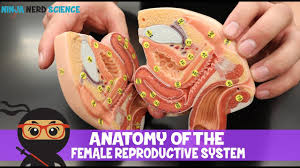 NINJA NERD SCIENCE
ANATOMY OF THE
FEMALE REPRODUCTIVE SYSTEM